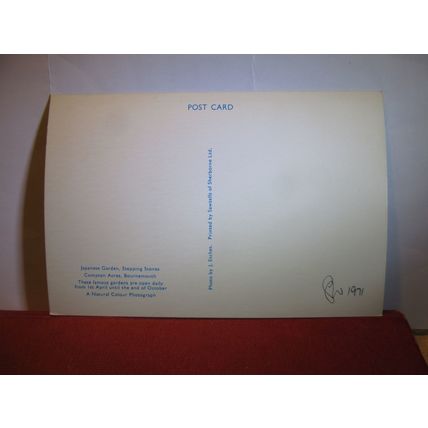 POST CARD
Japanese Garden, Stepping Stones
Compton Acres, Bournemouth
These famous gardens are open daily
from 1st April until the end of October
A Natural Colour Photograph
Photo by J. Eccles. Printed by Sawtells of Sherborne Ltd.
1971